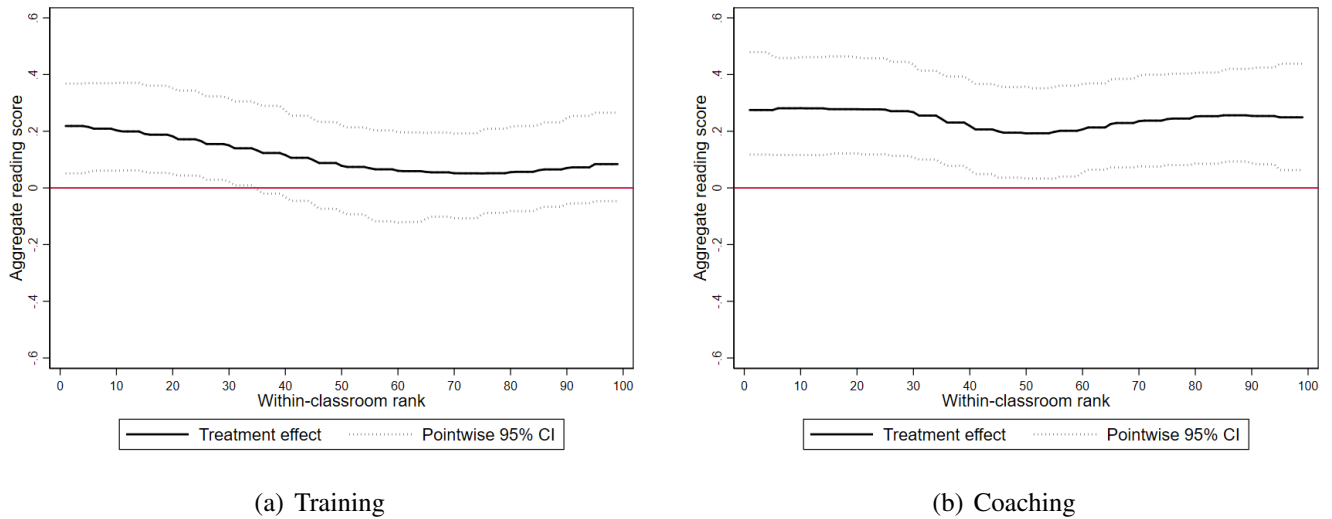 .6
.4
.2
0
-.2
-.4
-.6
Aggregate reading score
0 10 20 30 40 50 60 70 80 90 100
Within-classroom rank
Treatment effect Pointwise 95% CI
(a) Training
.6
.4
.2
0
-.2
-.4
-.6
Aggregate reading score
0 10 20 30 40 50 60 70 80 90 100
Within-classroom rank
Treatment effect Pointwise 95% CI
(b) Coaching